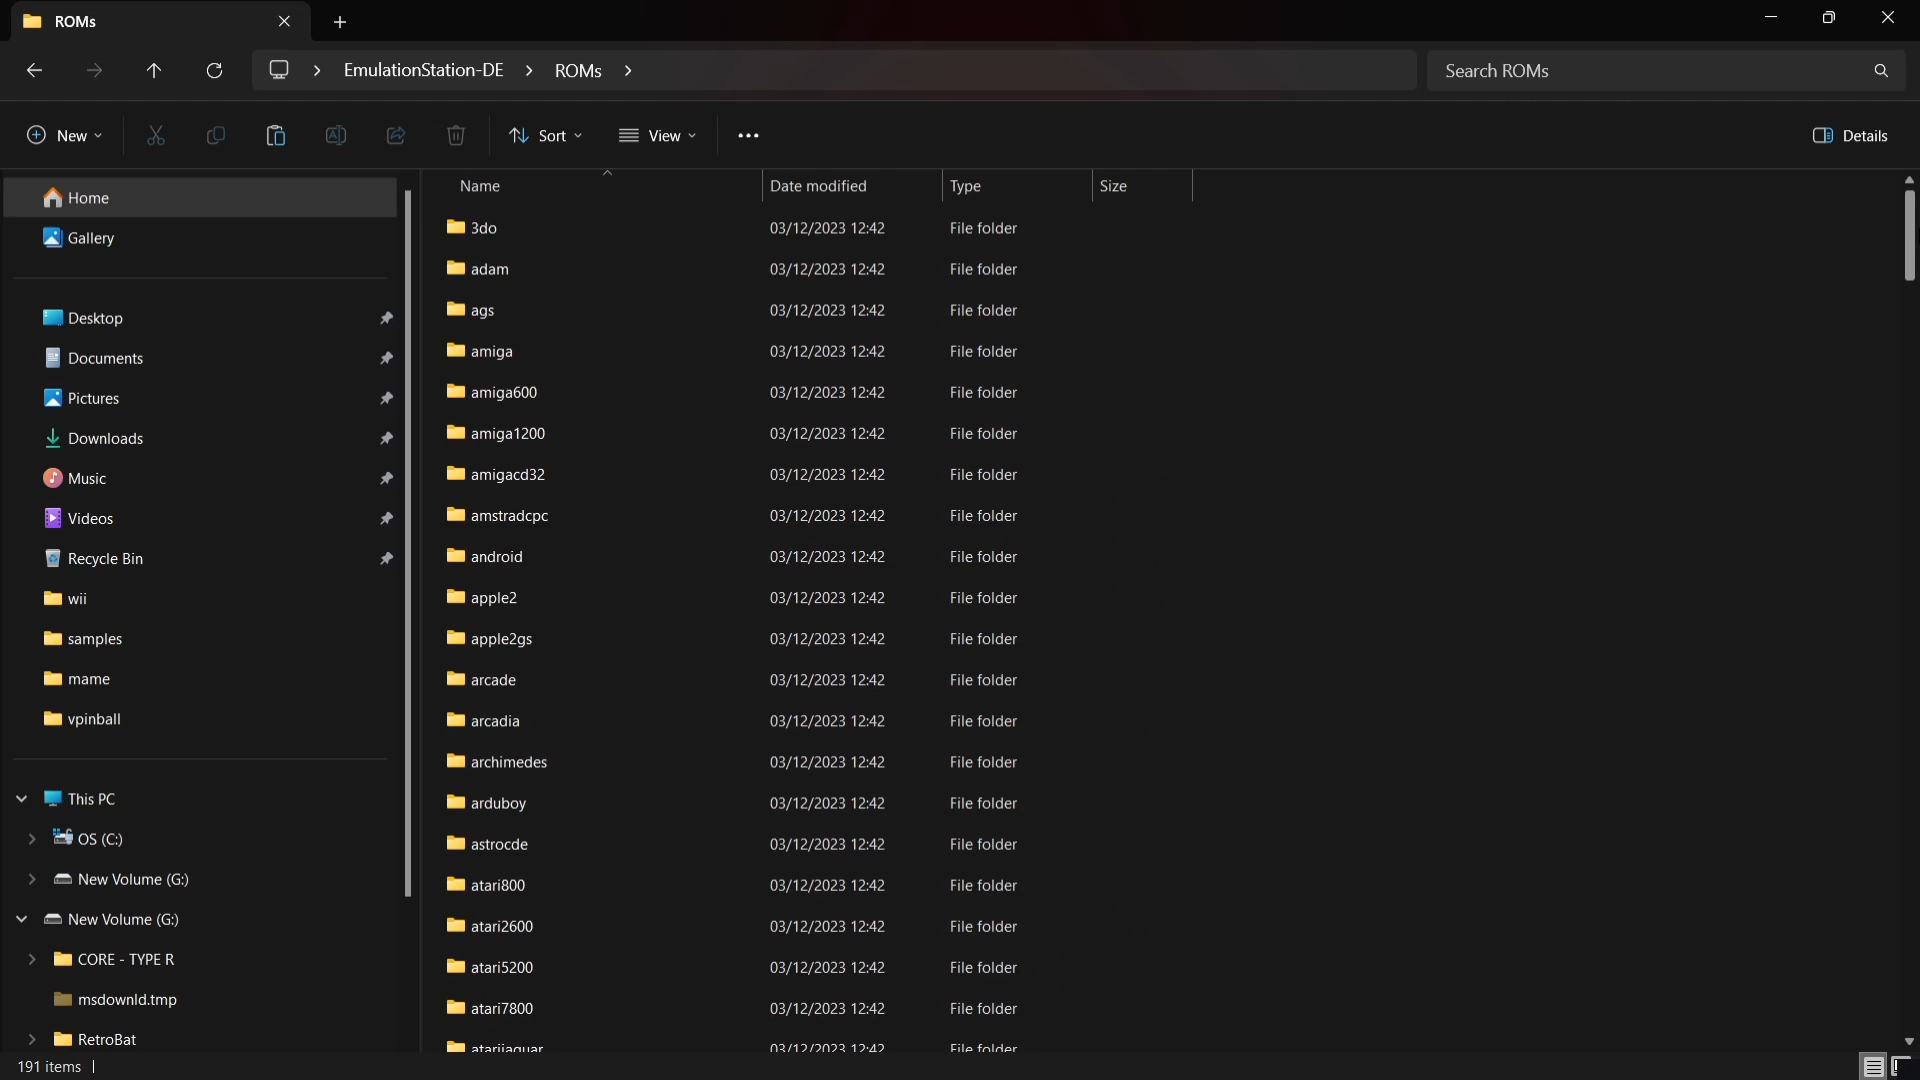 ROMs
EmulationStation-DE
ROMs
Search ROMs
New
Sort
View
Details
Home
Gallery
Desktop
Documents
Pictures
Downloads
Music
Videos
Recycle Bin
wii
samples
mame
vpinball
This PC
OS (C:)
New Volume (G:)
New Volume (G:)
CORE - TYPE R
msdownld.tmp
RetroBat
Name Date modified Type Size
3do 03/12/2023 12:42 File folder
adam 03/12/2023 12:42 File folder
ags 03/12/2023 12:42 File folder
amiga 03/12/2023 12:42 File folder
amiga600 03/12/2023 12:42 File folder
amiga1200 03/12/2023 12:42 File folder
amigacd32 03/12/2023 12:42 File folder
amstradcpc 03/12/2023 12:42 File folder
android 03/12/2023 12:42 File folder
apple2 03/12/2023 12:42 File folder
apple2gs 03/12/2023 12:42 File folder
arcade 03/12/2023 12:42 File folder
arcadia 03/12/2023 12:42 File folder
archimedes 03/12/2023 12:42 File folder
arduboy 03/12/2023 12:42 File folder
astrocde 03/12/2023 12:42 File folder
atari800 03/12/2023 12:42 File folder
atari2600 03/12/2023 12:42 File folder
atari5200 03/12/2023 12:42 File folder
atari7800 03/12/2023 12:42 File folder
atarijaguar 03/12/2023 12:42 File folder
191 items